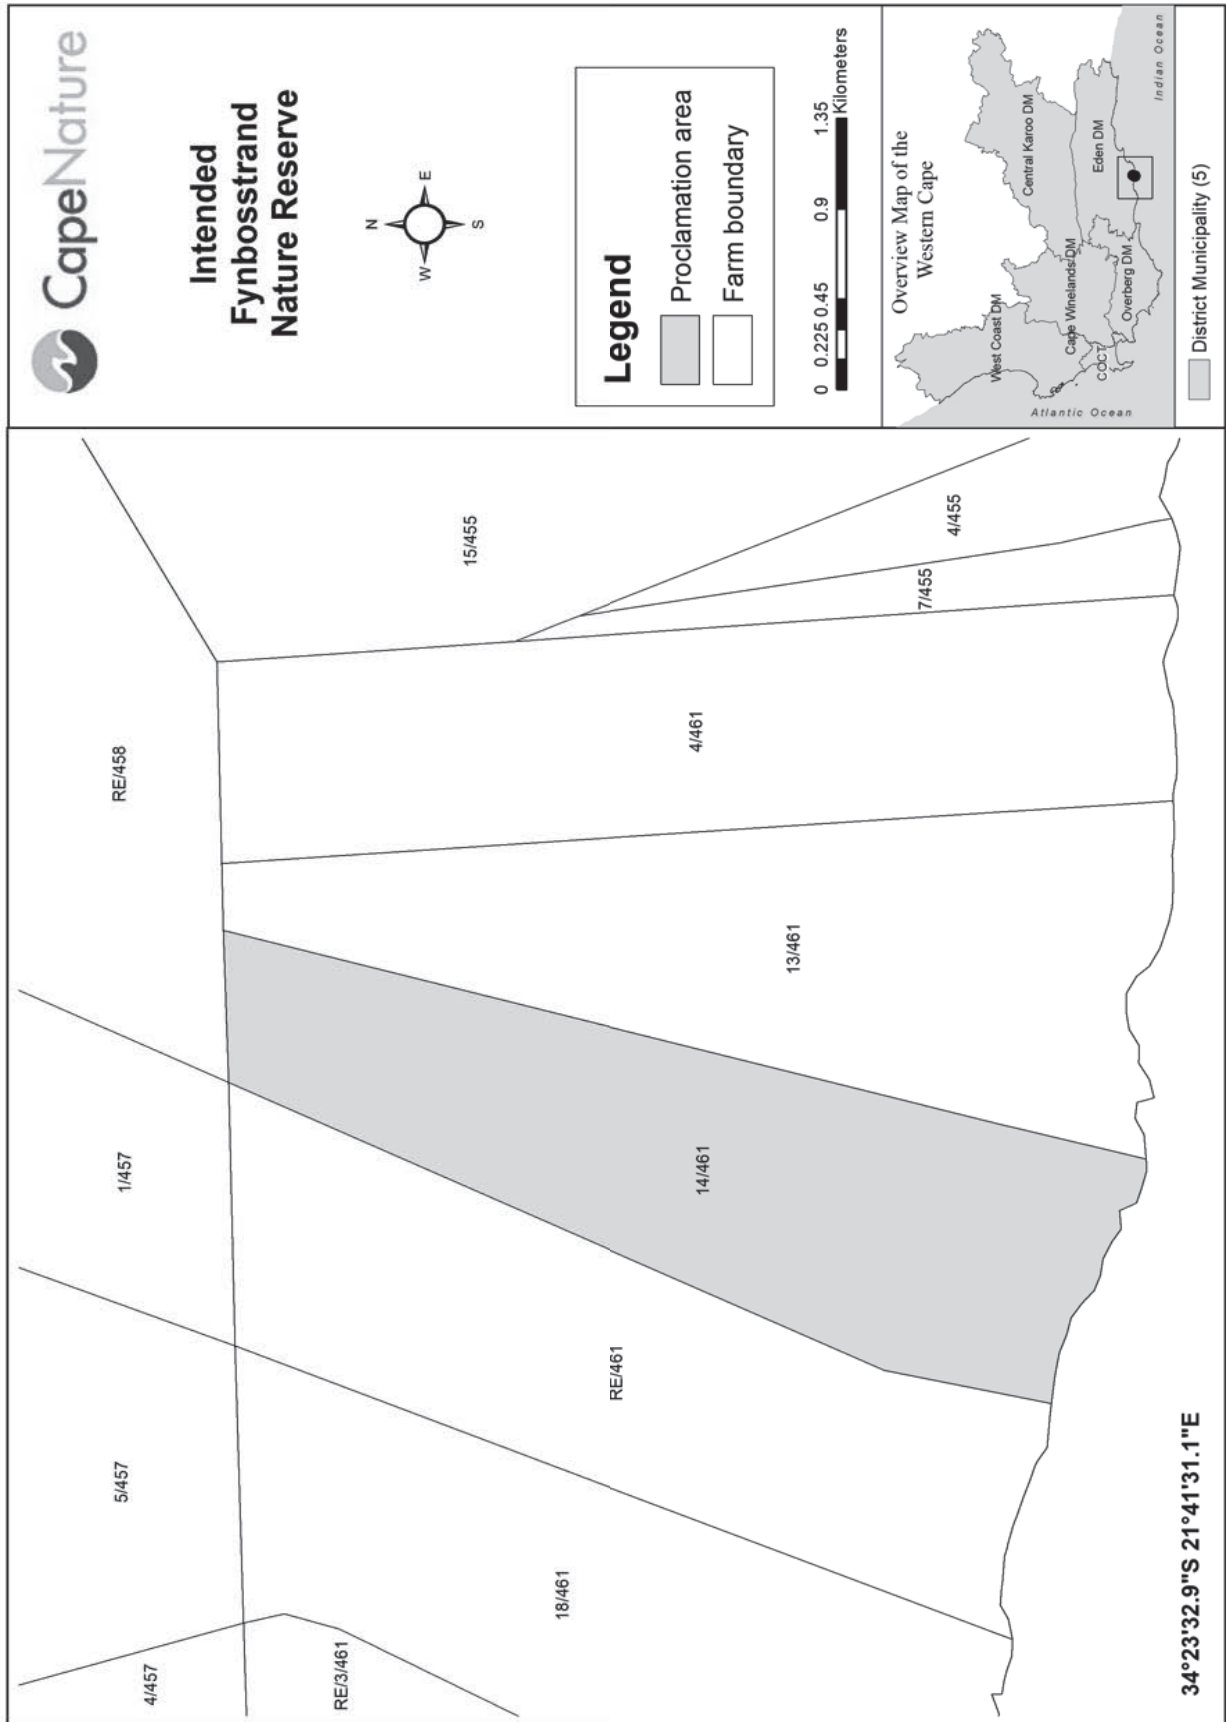 CapeNature
Intended
Fynbosstrand
Nature Reserve
N
W
E
S
Legend
Proclamation area
Farm boundary
0 0.225 0.45 0.9 1.35
Kilometers
Overview Map of the
Western Cape
West Coast DM
Central Karoo DM
Cape Winelands DM
Eden DM
COCT
Overberg DM
Atlantic Ocean
Indian Ocean
District Municipality (5)
4/457
5/457
1/457
RE/458
RE/3/461
18/461
RE/461
14/461
13/461
4/461
15/455
7/455
4/455
34°23'32.9"S 21°41'31.1"E